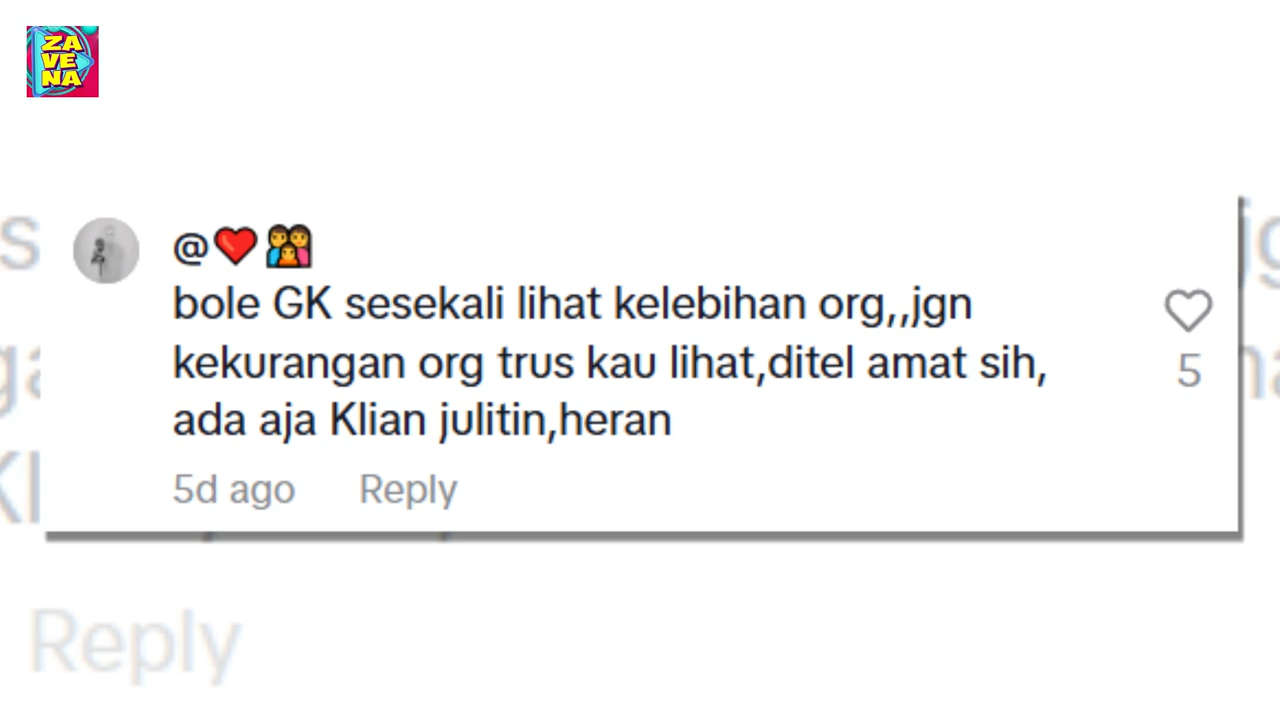 ZA
VE
NA
@❤️👨‍👩‍👧
bole GK sesekali lihat kelebihan org,,jgn
kekurangan org trus kau lihat,ditel amat sih,
ada aja Klian julitin,heran
5
5d ago Reply
Reply